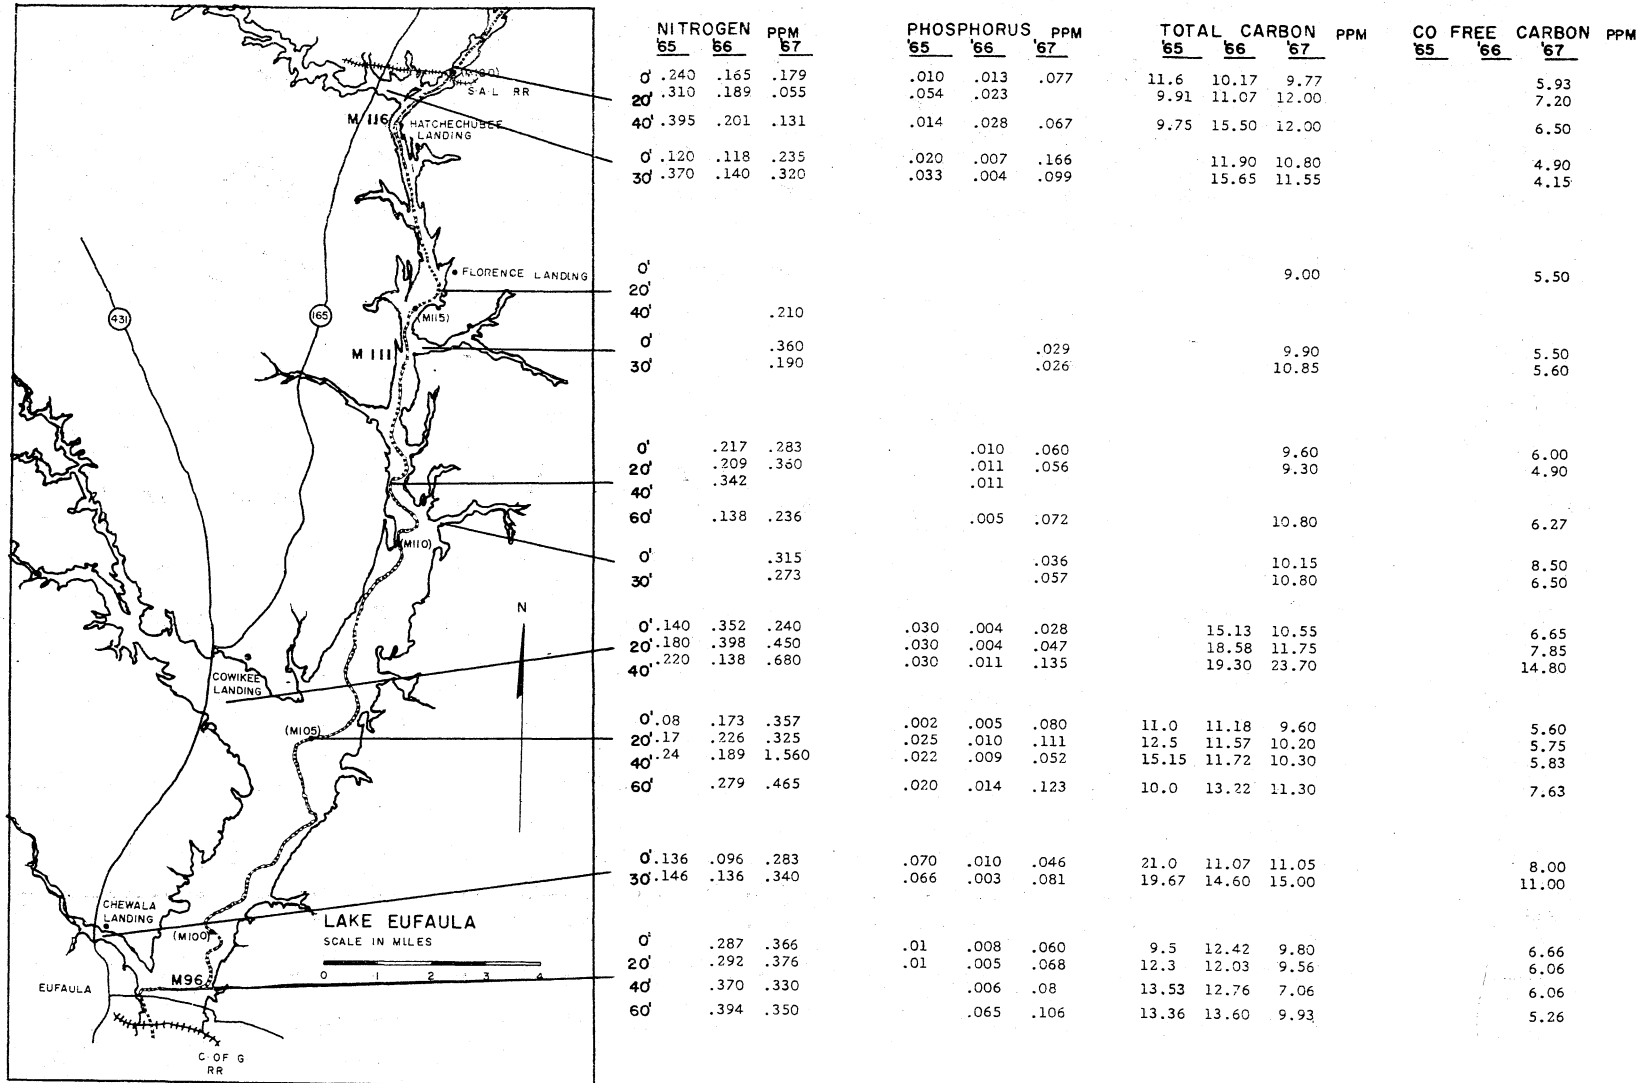 NITROGEN PPM PHOSPHORUS PPM TOTAL CARBON PPM CO FREE CARBON PPM
'65 '66 '67 '65 '66 '67 '65 '66 '67 '65 '66 '67
0' .240 .165 .179 .010 .013 .077 11.6 10.17 9.77 5.93
20' .310 .189 .055 .054 .023 9.91 11.07 12.00 7.20
40' .395 .201 .131 .014 .028 .067 9.75 15.50 12.00 6.50
0' .120 .118 .235 .020 .007 .166 11.90 10.80 4.90
30' .370 .140 .320 .033 .004 .099 15.65 11.55 4.15
0' 9.00 5.50
20'
40' .210
0' .360 .029 9.90 5.50
30' .190 .026 10.85 5.60
0' .217 .283 .010 .060 9.60 6.00
20' .209 .360 .011 .056 9.30 4.90
40' .342 .011
60' .138 .236 .005 .072 10.80 6.27
0' .315 .036 10.15 8.50
30' .273 .057 10.80 6.50
0' .140 .352 .240 .030 .004 .028 15.13 10.55 6.65
20' .180 .398 .450 .030 .004 .047 18.58 11.75 7.85
40' .220 .138 .680 .030 .011 .135 19.30 23.70 14.80
0' .08 .173 .357 .002 .005 .080 11.0 11.18 9.60 5.60
20' .17 .226 .325 .025 .010 .111 12.5 11.57 10.20 5.75
40' .24 .189 1.560 .022 .009 .052 15.15 11.72 10.30 5.83
60' .279 .465 .020 .014 .123 10.0 13.22 11.30 7.63
0' .136 .096 .283 .070 .010 .046 21.0 11.07 11.05 8.00
30' .146 .136 .340 .066 .003 .081 19.67 14.60 15.00 11.00
0' .287 .366 .01 .008 .060 9.5 12.42 9.80 6.66
20' .292 .376 .01 .005 .068 12.3 12.03 9.56 6.06
40' .370 .330 .006 .08 13.53 12.76 7.06 6.06
60' .394 .350 .065 .106 13.36 13.60 9.93 5.26
S.A.L RR
M 116
HATCHECHUBEE
LANDING
FLORENCE LANDING
431
165
(M115)
M 111
(M110)
N
COWIKEE
LANDING
(M105)
CHEWALA
LANDING
(M100)
LAKE EUFAULA
SCALE IN MILES
0 1 2 3 4
M96
EUFAULA
C OF G
RR